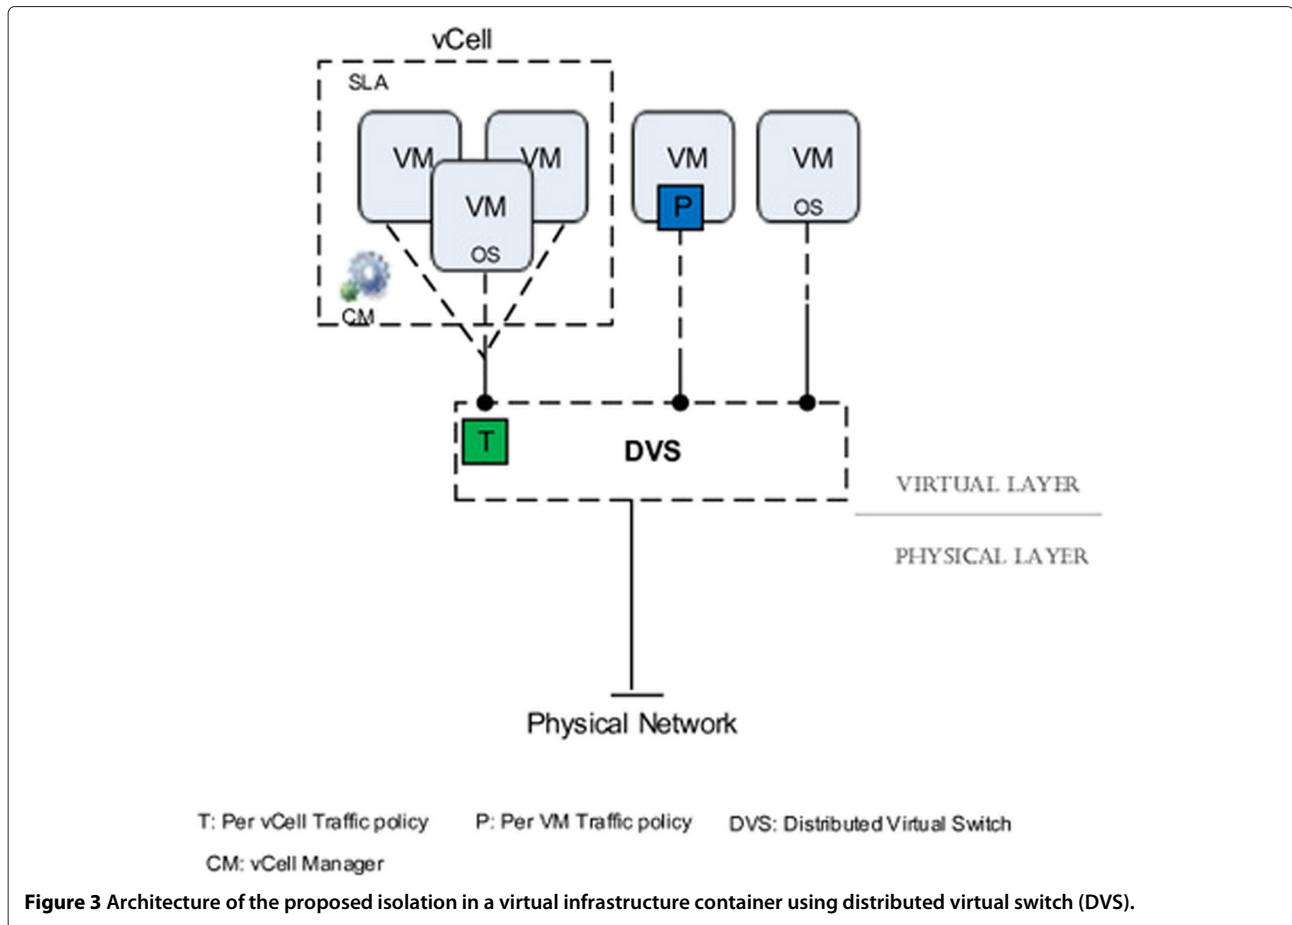 vCell
SLA
VM
VM
VM
VM
VM
P
OS
OS
CM
T
DVS
VIRTUAL LAYER
PHYSICAL LAYER
Physical Network
T: Per vCell Traffic policy P: Per VM Traffic policy DVS: Distributed Virtual Switch
CM: vCell Manager
Figure 3 Architecture of the proposed isolation in a virtual infrastructure container using distributed virtual switch (DVS).